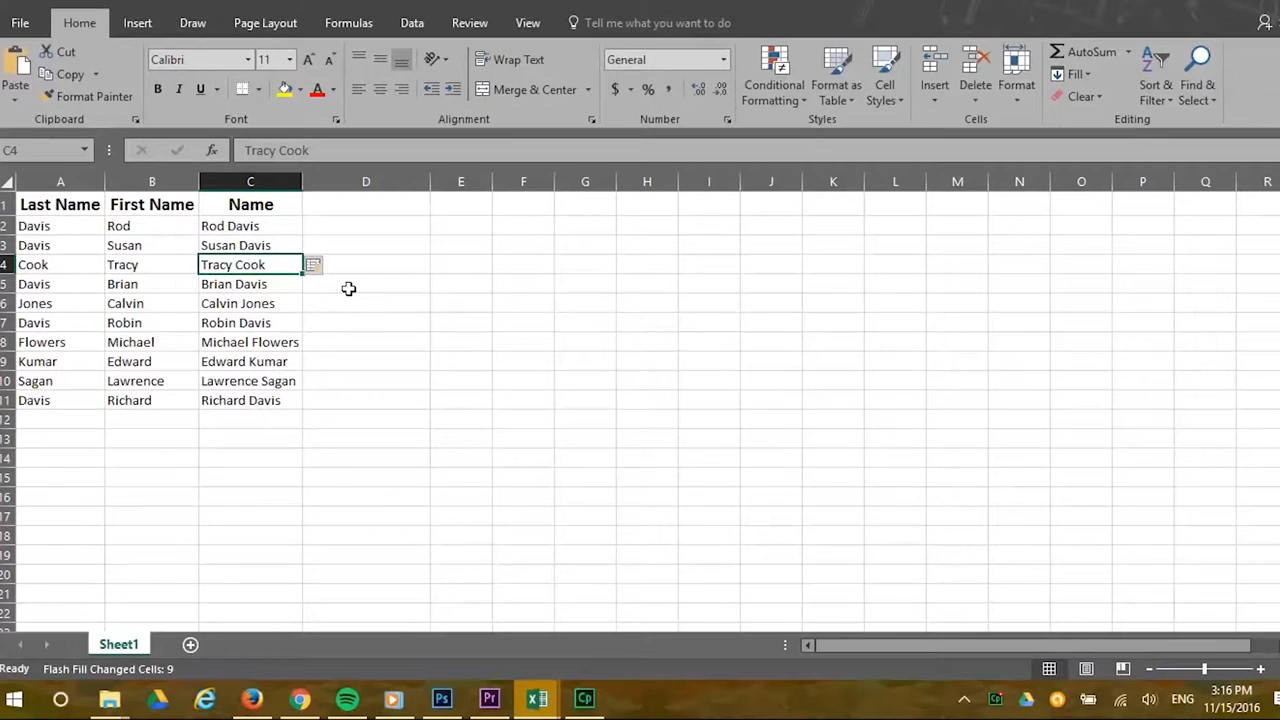 File Home Insert Draw Page Layout Formulas Data Review View Tell me what you want to do
Cut
Copy
Format Painter
Paste
Calibri 11
B I U
A A
Wrap Text
Merge & Center
General
$ % ,
Conditional Formatting
Format as Table
Cell Styles
Insert Delete Format
AutoSum
Fill
Clear
Sort & Filter
Find & Select
Clipboard Font Alignment Number Styles Cells Editing
C4 fx Tracy Cook
A B C D E F G H I J K L M N O P Q R
1 Last Name First Name Name
2 Davis Rod Rod Davis
3 Davis Susan Susan Davis
4 Cook Tracy Tracy Cook
5 Davis Brian Brian Davis
6 Jones Calvin Calvin Jones
7 Davis Robin Robin Davis
8 Flowers Michael Michael Flowers
9 Kumar Edward Edward Kumar
10 Sagan Lawrence Lawrence Sagan
11 Davis Richard Richard Davis
12
13
14
15
16
17
18
19
20
21
22
Sheet1
Ready Flash Fill Changed Cells: 9
Ps Pr Cp
ENG
3:16 PM
11/15/2016